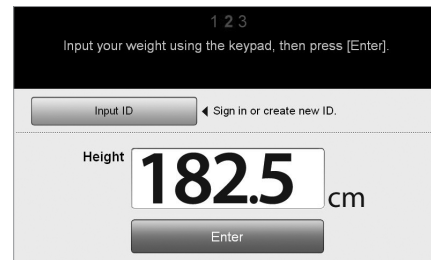 1 2 3
Input your weight using the keypad, then press [Enter].
Input ID ◀ Sign in or create new ID.
Height 182.5 cm
Enter